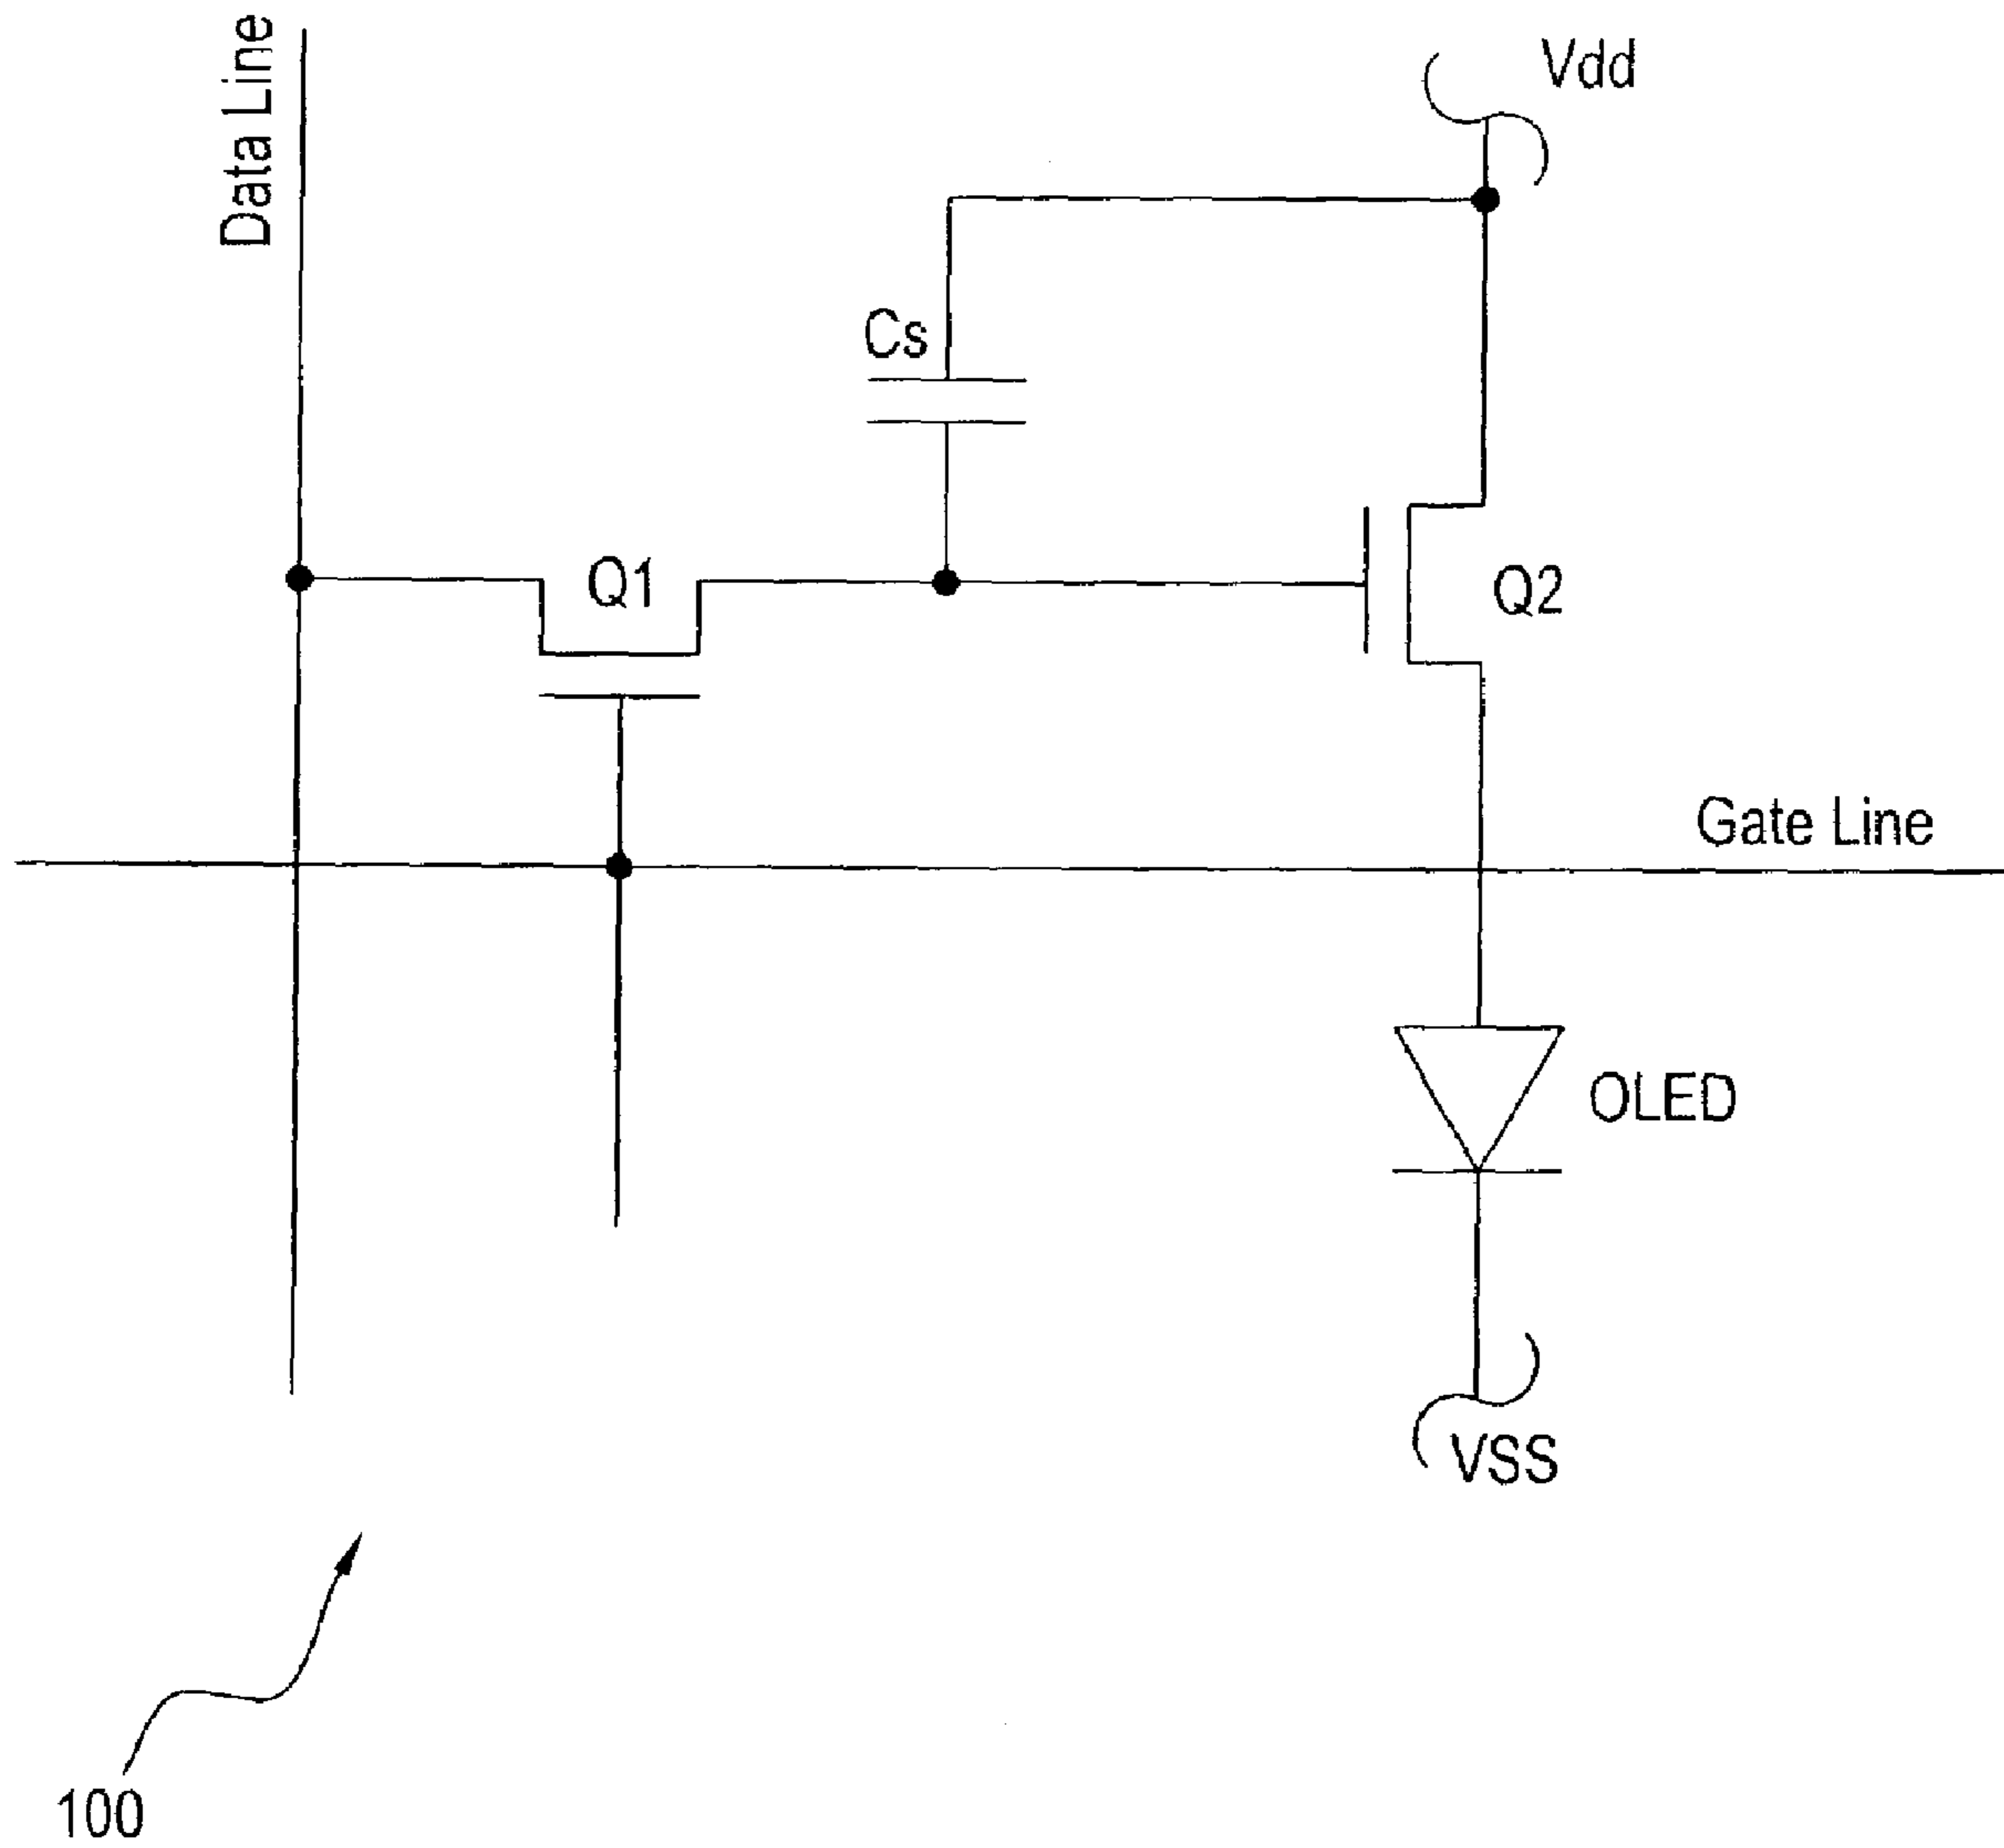 Data Line
Vdd
Cs
Q1
Q2
Gate Line
OLED
VSS
100